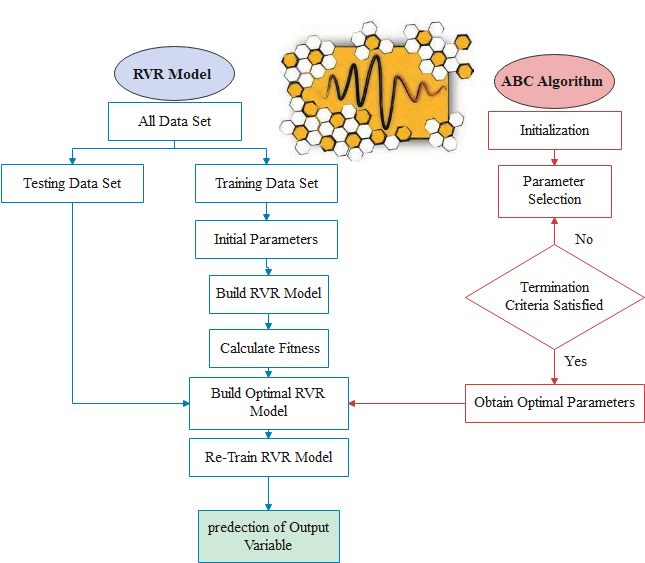 RVR Model
All Data Set
Testing Data Set
Training Data Set
Initial Parameters
Build RVR Model
Calculate Fitness
Build Optimal RVR
Model
Re-Train RVR Model
predection of Output
Variable
ABC Algorithm
Initialization
Parameter
Selection
No
Termination
Criteria Satisfied
Yes
Obtain Optimal Parameters